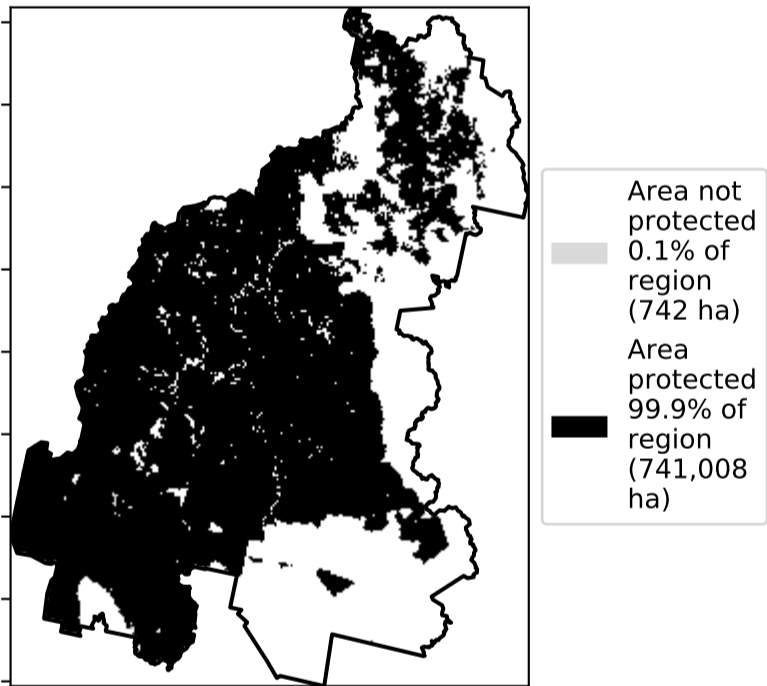 Area not
protected
0.1% of
region
(742 ha)
Area
protected
99.9% of
region
(741,008
ha)